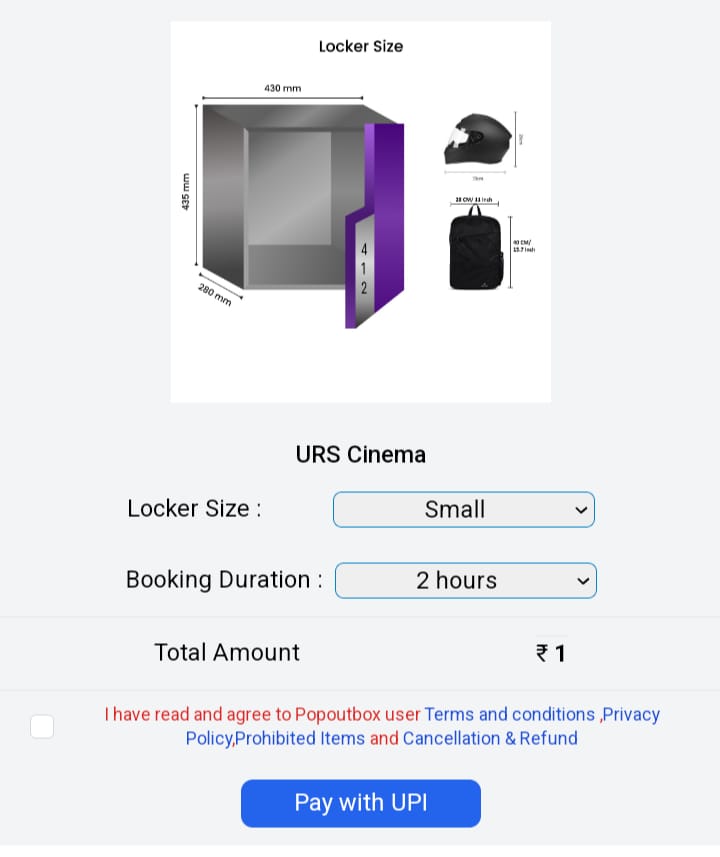 Locker Size
430 mm
435 mm
280 mm
4
1
2
28 CM/ 11 Inch
40 CM/
15.7 Inch
URS Cinema
Locker Size :
Small
Booking Duration :
2 hours
Total Amount
₹ 1
I have read and agree to Popoutbox user Terms and conditions ,Privacy
Policy,Prohibited Items and Cancellation & Refund
Pay with UPI